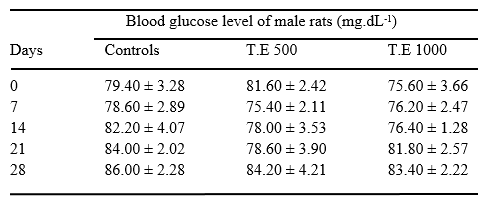 Blood glucose level of male rats (mg.dL-1)
Days Controls T.E 500 T.E 1000
0 79.40 ± 3.28 81.60 ± 2.42 75.60 ± 3.66
7 78.60 ± 2.89 75.40 ± 2.11 76.20 ± 2.47
14 82.20 ± 4.07 78.00 ± 3.53 76.40 ± 1.28
21 84.00 ± 2.02 78.60 ± 3.90 81.80 ± 2.57
28 86.00 ± 2.28 84.20 ± 4.21 83.40 ± 2.22